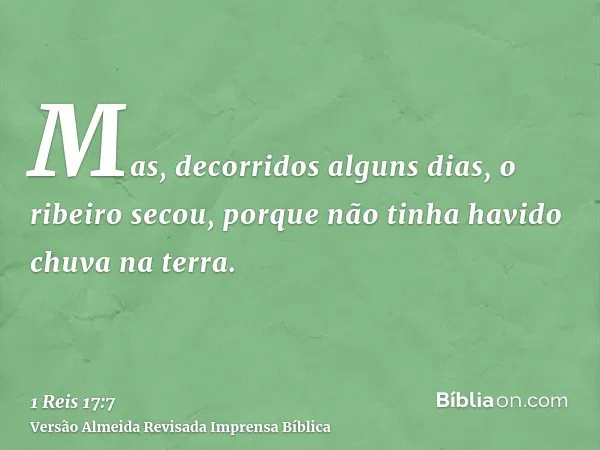 Mas, decorridos alguns dias, o
ribeiro secou, porque não tinha havido
chuva na terra.
1 Reis 17:7
Versão Almeida Revisada Imprensa Bíblica
Bíbliaon.com